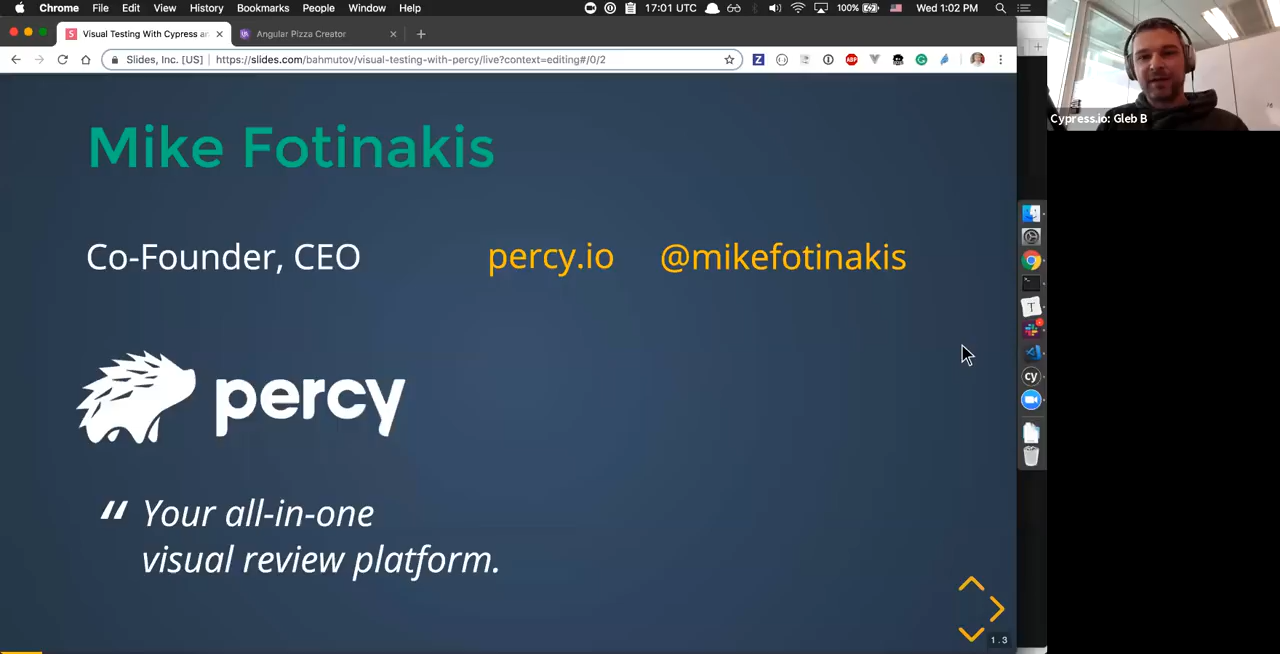 Chrome File Edit View History Bookmarks People Window Help
17:01 UTC
100%
Wed 1:02 PM
Visual Testing With Cypress an
Angular Pizza Creator
Slides, Inc. [US]
https://slides.com/bahmutov/visual-testing-with-percy/live?context=editing#/0/2
Z
ABP
Cypress.io: Gleb B
Mike Fotinakis
Co-Founder, CEO percy.io @mikefotinakis
percy
“ Your all-in-one
visual review platform.
T
cy
1.3